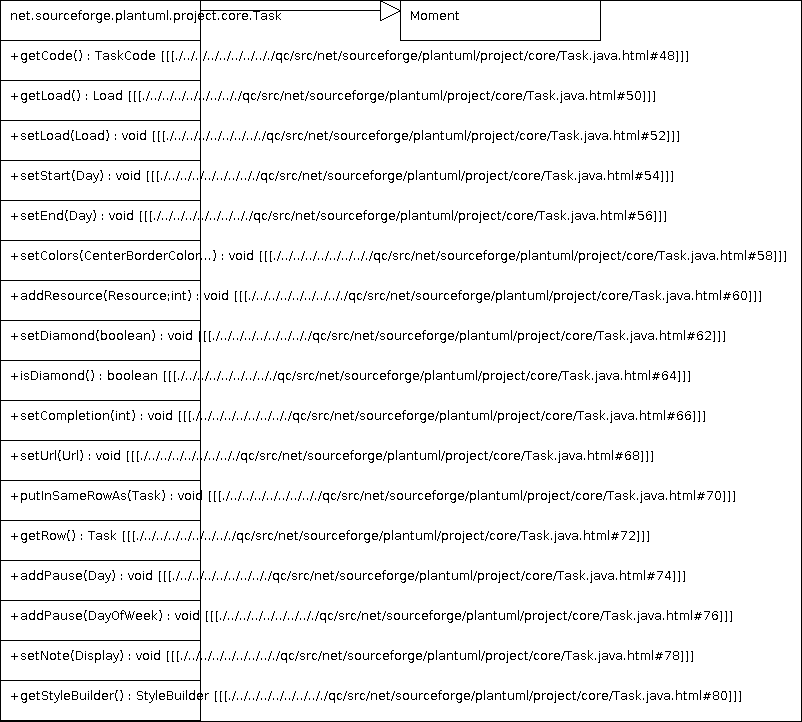 net.sourceforge.plantuml.project.core.Task
Moment
+getCode() : TaskCode [[[./../../../../../../../qc/src/net/sourceforge/plantuml/project/core/Task.java.html#48]]]
+getLoad() : Load [[[./../../../../../../../qc/src/net/sourceforge/plantuml/project/core/Task.java.html#50]]]
+setLoad(Load) : void [[[./../../../../../../../qc/src/net/sourceforge/plantuml/project/core/Task.java.html#52]]]
+setStart(Day) : void [[[./../../../../../../../qc/src/net/sourceforge/plantuml/project/core/Task.java.html#54]]]
+setEnd(Day) : void [[[./../../../../../../../qc/src/net/sourceforge/plantuml/project/core/Task.java.html#56]]]
+setColors(CenterBorderColor...) : void [[[./../../../../../../../qc/src/net/sourceforge/plantuml/project/core/Task.java.html#58]]]
+addResource(Resource;int) : void [[[./../../../../../../../qc/src/net/sourceforge/plantuml/project/core/Task.java.html#60]]]
+setDiamond(boolean) : void [[[./../../../../../../../qc/src/net/sourceforge/plantuml/project/core/Task.java.html#62]]]
+isDiamond() : boolean [[[./../../../../../../../qc/src/net/sourceforge/plantuml/project/core/Task.java.html#64]]]
+setCompletion(int) : void [[[./../../../../../../../qc/src/net/sourceforge/plantuml/project/core/Task.java.html#66]]]
+setUrl(Url) : void [[[./../../../../../../../qc/src/net/sourceforge/plantuml/project/core/Task.java.html#68]]]
+putInSameRowAs(Task) : void [[[./../../../../../../../qc/src/net/sourceforge/plantuml/project/core/Task.java.html#70]]]
+getRow() : Task [[[./../../../../../../../qc/src/net/sourceforge/plantuml/project/core/Task.java.html#72]]]
+addPause(Day) : void [[[./../../../../../../../qc/src/net/sourceforge/plantuml/project/core/Task.java.html#74]]]
+addPause(DayOfWeek) : void [[[./../../../../../../../qc/src/net/sourceforge/plantuml/project/core/Task.java.html#76]]]
+setNote(Display) : void [[[./../../../../../../../qc/src/net/sourceforge/plantuml/project/core/Task.java.html#78]]]
+getStyleBuilder() : StyleBuilder [[[./../../../../../../../qc/src/net/sourceforge/plantuml/project/core/Task.java.html#80]]]